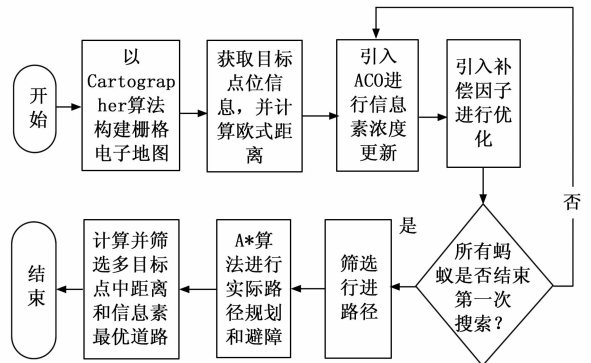 开
始
以
Cartograp
her算法
构建栅格
电子地图
获取目标
点位信
息，并计
算欧式距
离
引入
ACO进
行信息
素浓度
更新
引入补
偿因子
进行优
化
否
所有蚂
蚁是否结束
第一次
搜索？
是
筛选
行进
路径
A*算
法进行
实际路
径规划
和避障
计算并筛
选多目标
点中距离
和信息素
最优道路
结
束